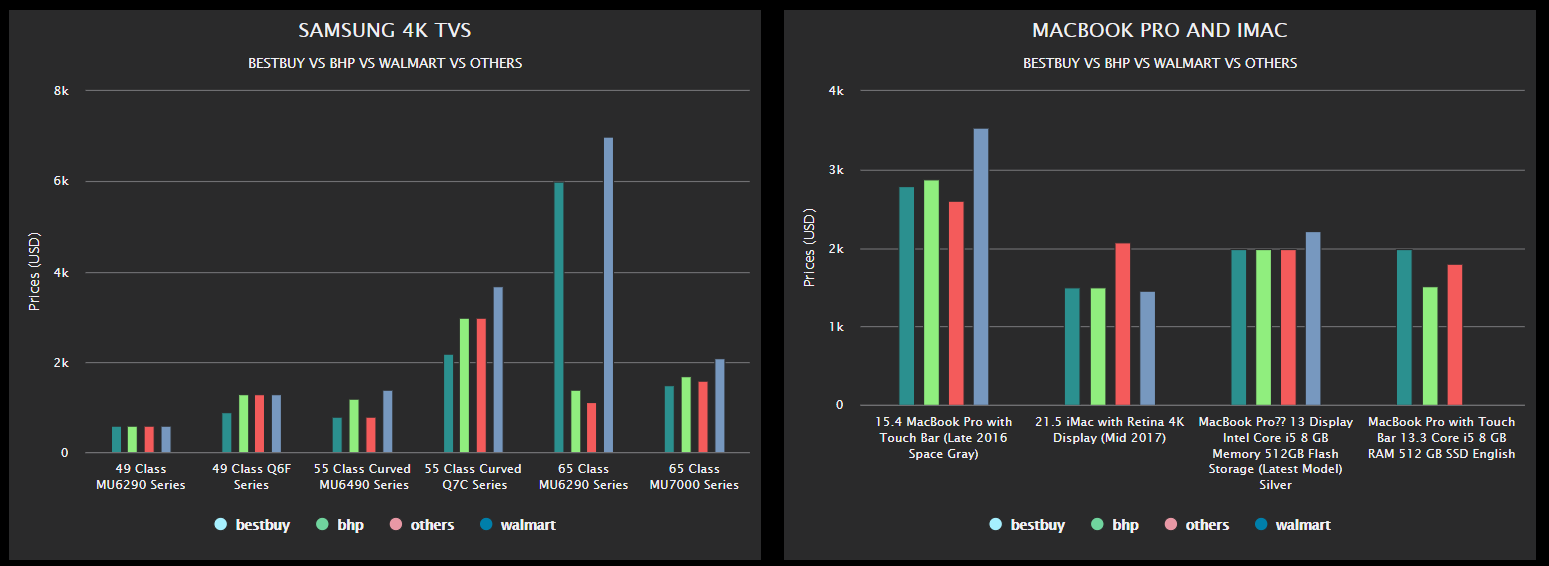 SAMSUNG 4K TVS
BESTBUY VS BHP VS WALMART VS OTHERS
8k
6k
4k
2k
0
Prices (USD)
49 Class
MU6290 Series
49 Class Q6F
Series
55 Class Curved
MU6490 Series
55 Class Curved
Q7C Series
65 Class
MU6290 Series
65 Class
MU7000 Series
bestbuy
bhp
others
walmart
MACBOOK PRO AND IMAC
BESTBUY VS BHP VS WALMART VS OTHERS
4k
3k
2k
1k
0
Prices (USD)
15.4 MacBook Pro with
Touch Bar (Late 2016
Space Gray)
21.5 iMac with Retina 4K
Display (Mid 2017)
MacBook Pro?? 13 Display
Intel Core i5 8 GB
Memory 512GB Flash
Storage (Latest Model)
Silver
MacBook Pro with Touch
Bar 13.3 Core i5 8 GB
RAM 512 GB SSD English
bestbuy
bhp
others
walmart